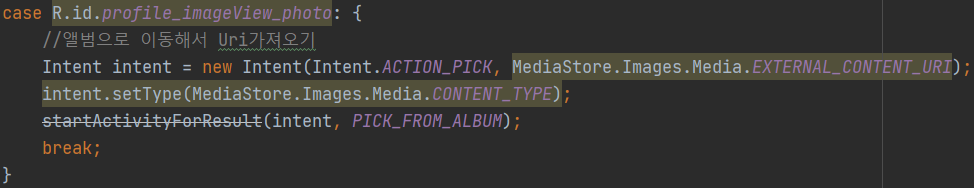 case R.id.profile_imageView_photo: {
//앨범으로 이동해서 Uri가져오기
Intent intent = new Intent(Intent.ACTION_PICK, MediaStore.Images.Media.EXTERNAL_CONTENT_URI);
intent.setType(MediaStore.Images.Media.CONTENT_TYPE);
startActivityForResult(intent, PICK_FROM_ALBUM);
break;
}